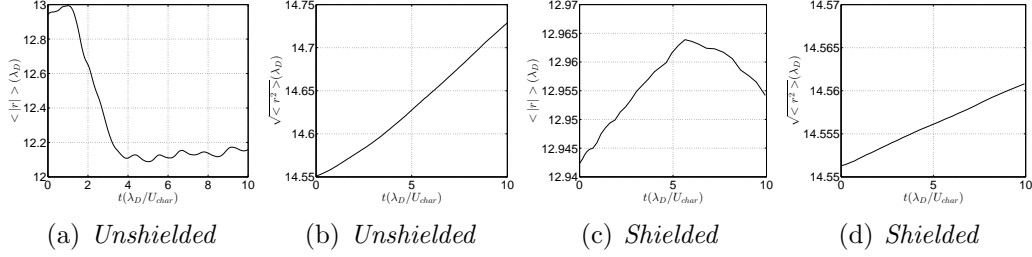 13
12.8
12.6
12.4
12.2
12
< |r| > (λ_D)
0 2 4 6 8 10
t(λ_D/U_char)
(a) Unshielded
14.75
14.7
14.65
14.6
14.55
√< r² >(λ_D)
0 5 10
t(λ_D/U_char)
(b) Unshielded
12.97
12.965
12.96
12.955
12.95
12.945
12.94
< |r| > (λ_D)
0 5 10
t(λ_D/U_char)
(c) Shielded
14.57
14.565
14.56
14.555
14.55
√< r² >(λ_D)
0 5 10
t(λ_D/U_char)
(d) Shielded